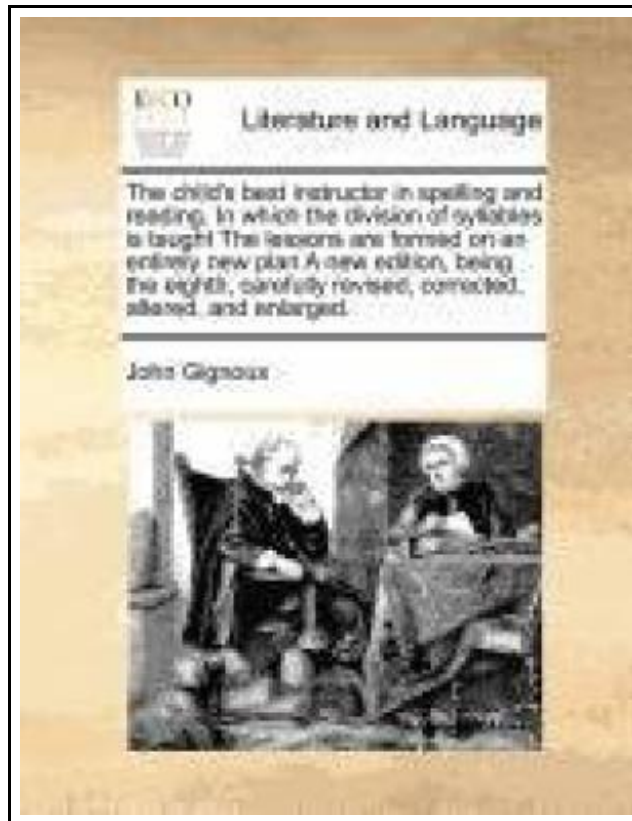 ECCO
Literature and Language
The child's best instructor in spelling and
reading. In which the division of syllables
is taught The lessons are formed on an
entirely new plan A new edition, being
the eighth, carefully revised, corrected,
altered, and enlarged.
John Gignoux